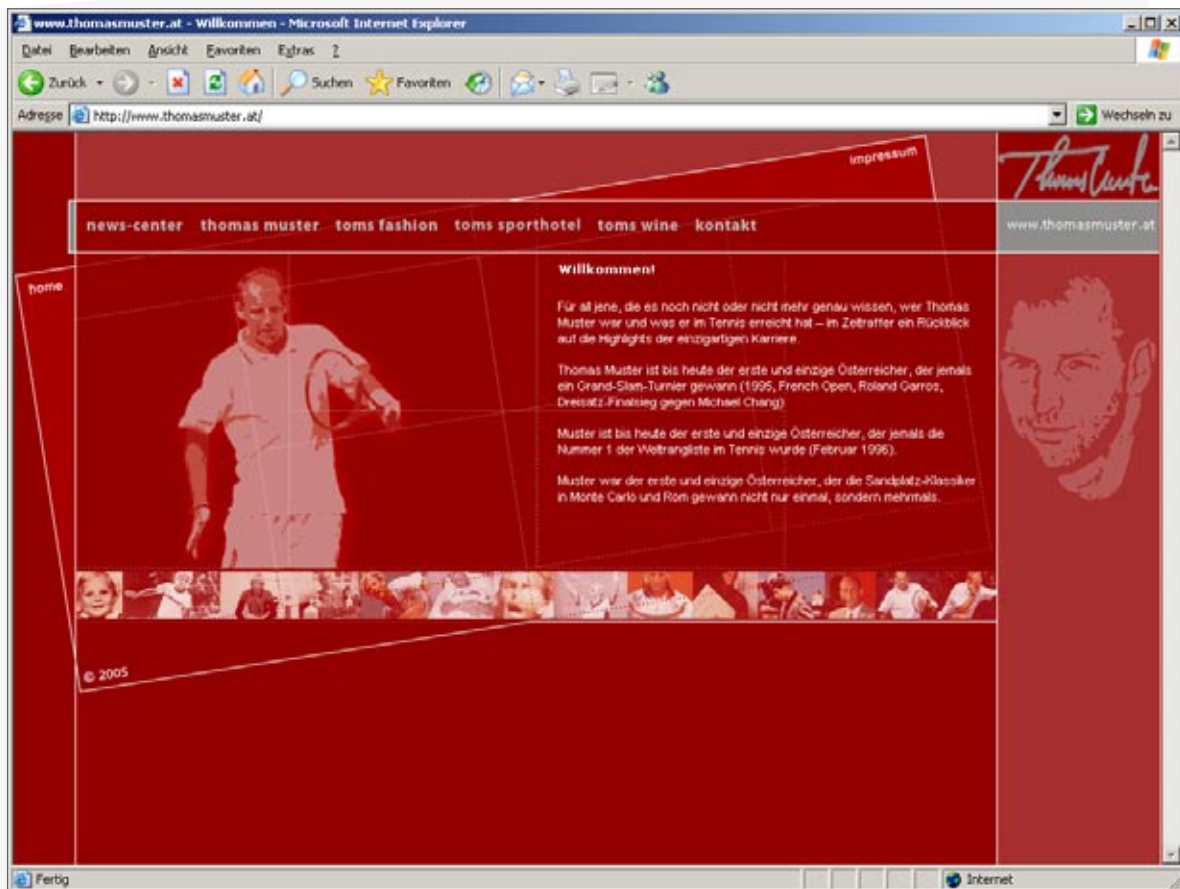 www.thomasmuster.at - Willkommen - Microsoft Internet Explorer
Datei Bearbeiten Ansicht Favoriten Extras ?
Zurück Suchen Favoriten
Adresse http://www.thomasmuster.at/ Wechseln zu
impressum
Thomas Muster
news-center thomas muster toms fashion toms sporthotel toms wine kontakt
www.thomasmuster.at
home
Willkommen!
Für all jene, die es noch nicht oder nicht mehr genau wissen, wer Thomas
Muster war und was er im Tennis erreicht hat – im Zeitraffer ein Rückblick
auf die Highlights der einzigartigen Karriere.
Thomas Muster ist bis heute der erste und einzige Österreicher, der jemals
ein Grand-Slam-Turnier gewann (1995, French Open, Roland Garros,
Dreisatz-Finalsieg gegen Michael Chang)
Muster ist bis heute der erste und einzige Österreicher, der jemals die
Nummer 1 der Weltrangliste im Tennis wurde (Februar 1996).
Muster war der erste und einzige Österreicher, der die Sandplatz-Klassiker
in Monte Carlo und Rom gewann nicht nur einmal, sondern mehrmals.
© 2005
Fertig Internet